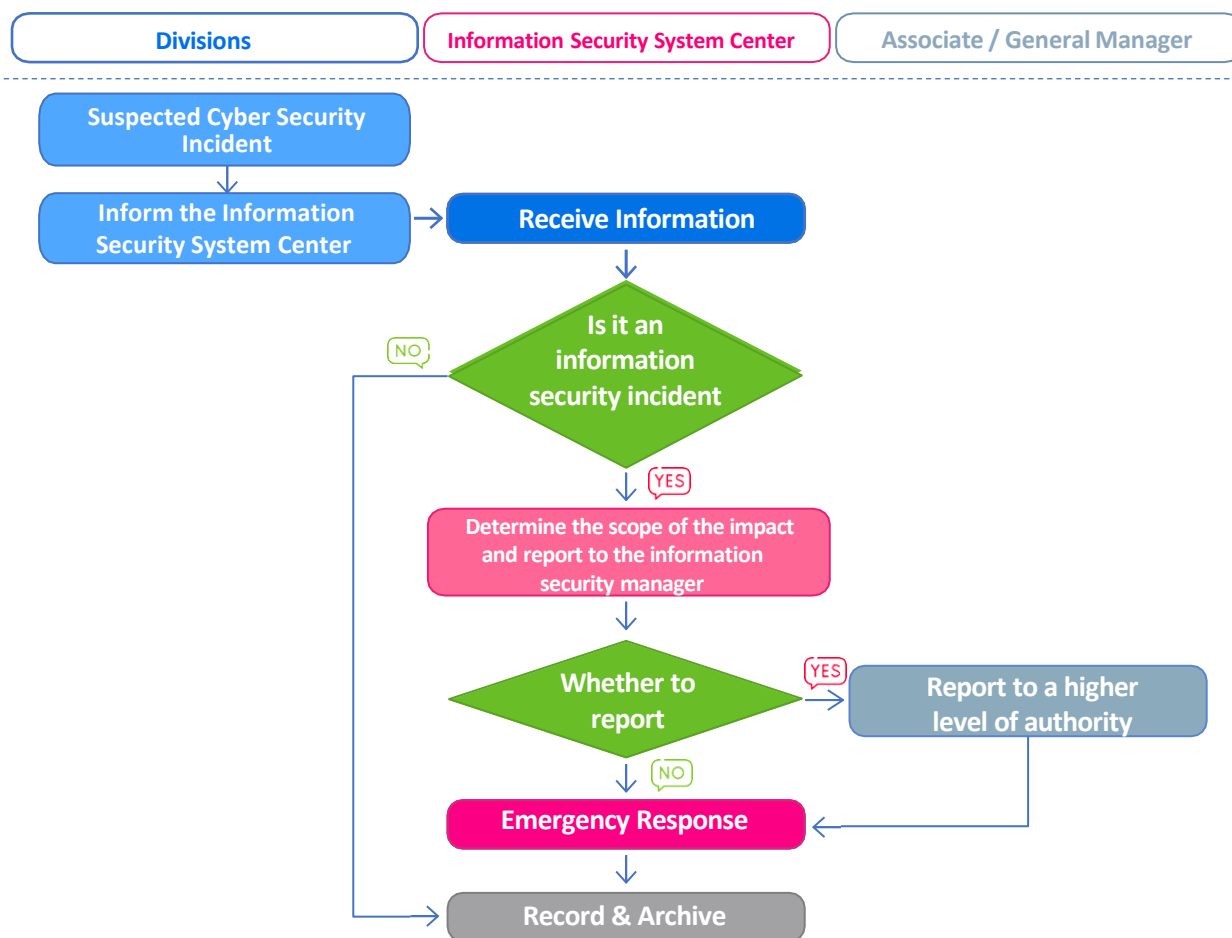 Divisions
Information Security System Center
Associate / General Manager
Suspected Cyber Security
Incident
Inform the Information
Security System Center
Receive Information
Is it an
information
security incident
NO
YES
Determine the scope of the impact
and report to the information
security manager
Whether to
report
YES
Report to a higher
level of authority
NO
Emergency Response
Record & Archive